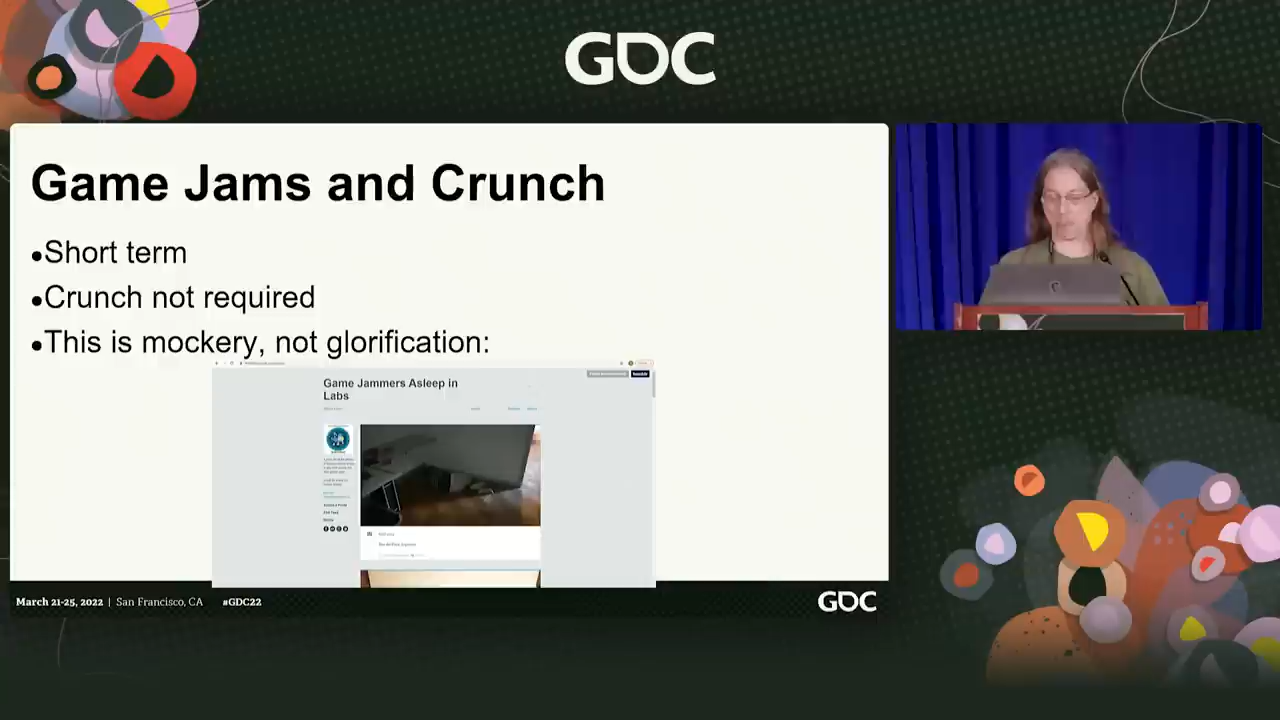 GDC
Game Jams and Crunch
•Short term
•Crunch not required
•This is mockery, not glorification:
Game Jammers Asleep in
Labs
March 21-25, 2022 | San Francisco, CA #GDC22
GDC